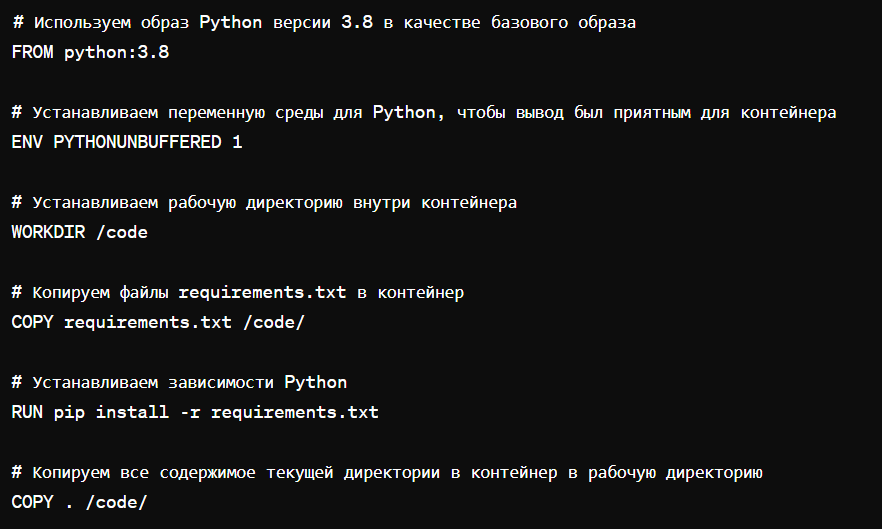 # Используем образ Python версии 3.8 в качестве базового образа
FROM python:3.8
# Устанавливаем переменную среды для Python, чтобы вывод был приятным для контейнера
ENV PYTHONUNBUFFERED 1
# Устанавливаем рабочую директорию внутри контейнера
WORKDIR /code
# Копируем файлы requirements.txt в контейнер
COPY requirements.txt /code/
# Устанавливаем зависимости Python
RUN pip install -r requirements.txt
# Копируем все содержимое текущей директории в контейнер в рабочую директорию
COPY . /code/